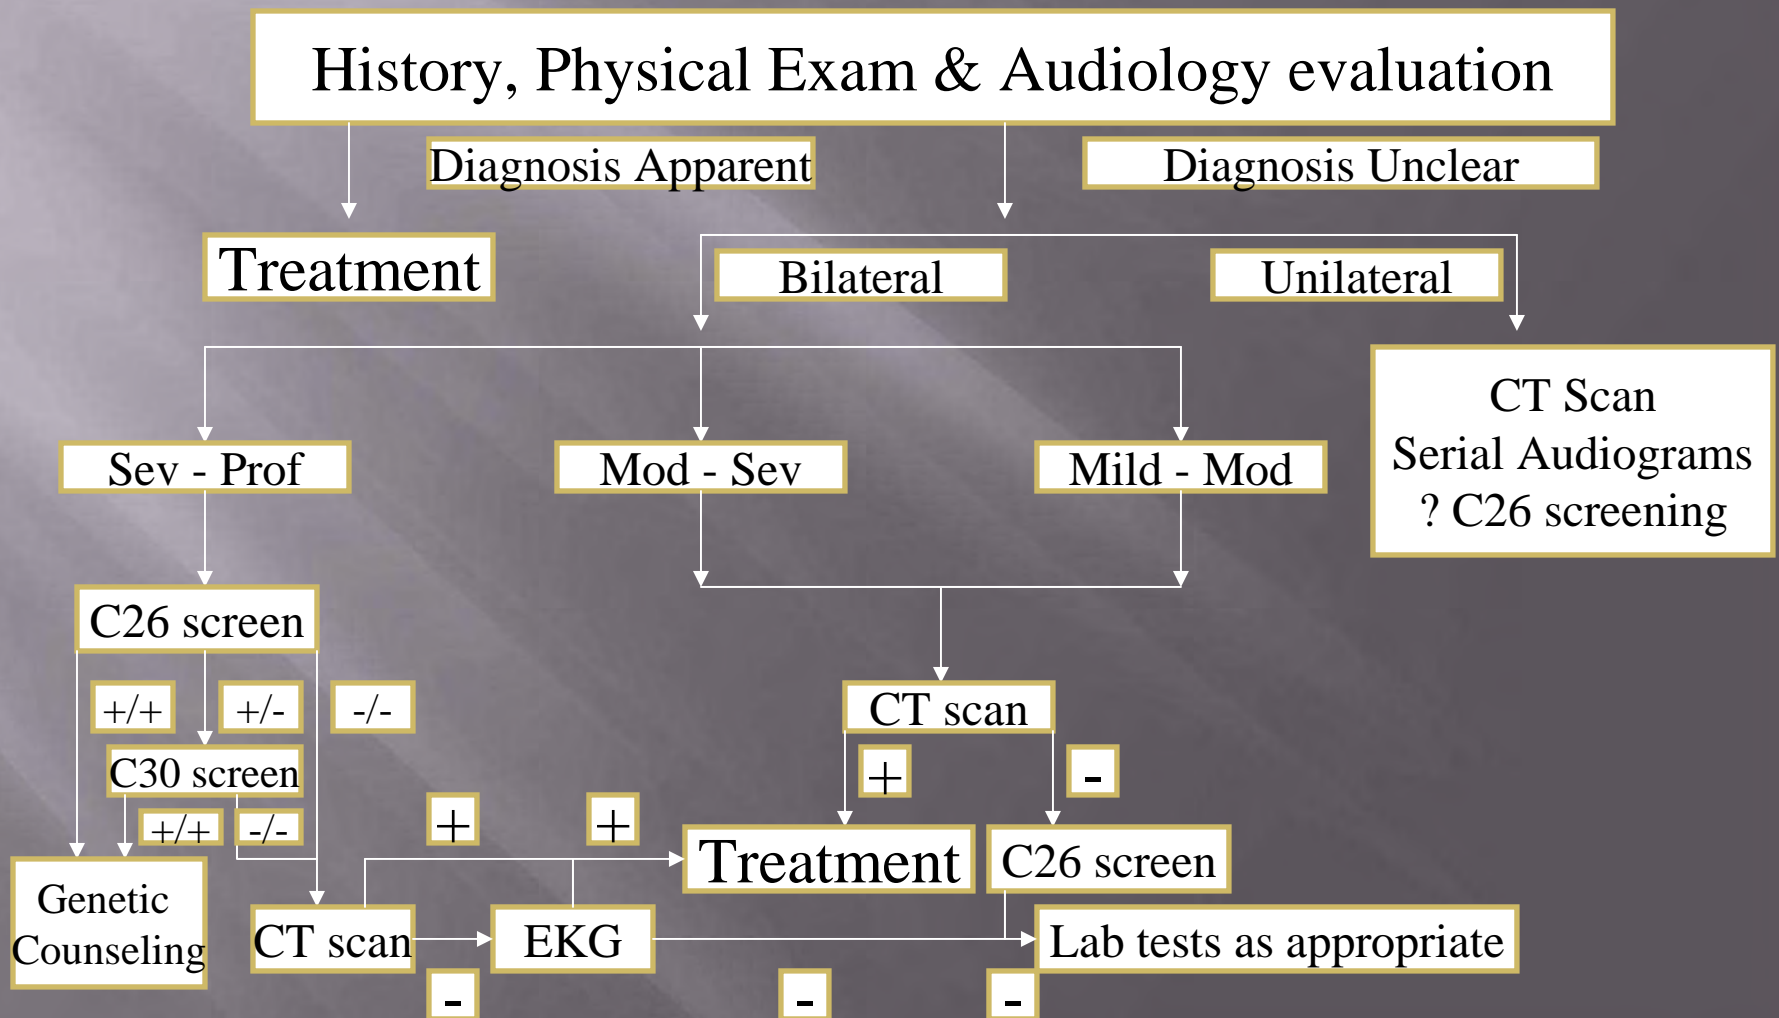 History, Physical Exam & Audiology evaluation
Diagnosis Apparent
Diagnosis Unclear
Treatment
Bilateral
Unilateral
CT Scan
Serial Audiograms
? C26 screening
Sev - Prof
Mod - Sev
Mild - Mod
C26 screen
+/+
+/-
-/-
CT scan
C30 screen
+
-
+/+
-/-
+
+
Treatment
C26 screen
Genetic
Counseling
CT scan
EKG
Lab tests as appropriate
-
-
-